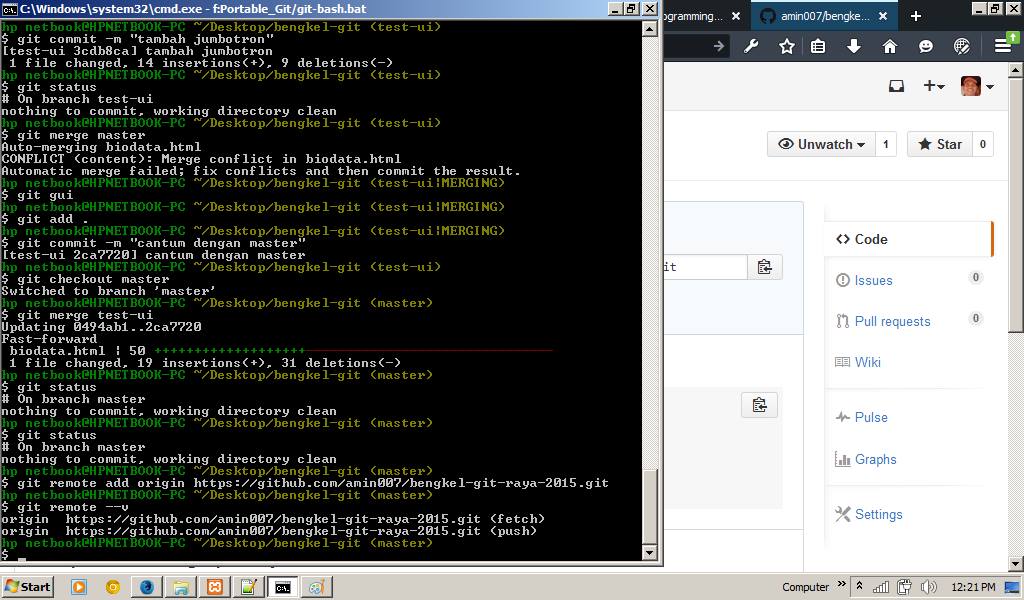 C:\Windows\system32\cmd.exe - f:Portable_Git/git-bash.bat
hp netbook@HPNETBOOK-PC ~/Desktop/bengkel-git (test-ui)
$ git commit -m "tambah jumbotron"
[test-ui 3cdb8ca] tambah jumbotron
1 file changed, 14 insertions(+), 9 deletions(-)
hp netbook@HPNETBOOK-PC ~/Desktop/bengkel-git (test-ui)
$ git status
# On branch test-ui
nothing to commit, working directory clean
hp netbook@HPNETBOOK-PC ~/Desktop/bengkel-git (test-ui)
$ git merge master
Auto-merging biodata.html
CONFLICT (content): Merge conflict in biodata.html
Automatic merge failed; fix conflicts and then commit the result.
hp netbook@HPNETBOOK-PC ~/Desktop/bengkel-git (test-ui|MERGING)
$ git gui
hp netbook@HPNETBOOK-PC ~/Desktop/bengkel-git (test-ui|MERGING)
$ git add .
hp netbook@HPNETBOOK-PC ~/Desktop/bengkel-git (test-ui|MERGING)
$ git commit -m "cantum dengan master"
[test-ui 2ca7720] cantum dengan master
hp netbook@HPNETBOOK-PC ~/Desktop/bengkel-git (test-ui)
$ git checkout master
Switched to branch 'master'
hp netbook@HPNETBOOK-PC ~/Desktop/bengkel-git (master)
$ git merge test-ui
Updating 0494ab1..2ca7720
Fast-forward
biodata.html | 50 +++++++++++++++++++-------------------------------
1 file changed, 19 insertions(+), 31 deletions(-)
hp netbook@HPNETBOOK-PC ~/Desktop/bengkel-git (master)
$ git status
# On branch master
nothing to commit, working directory clean
hp netbook@HPNETBOOK-PC ~/Desktop/bengkel-git (master)
$ git status
# On branch master
nothing to commit, working directory clean
hp netbook@HPNETBOOK-PC ~/Desktop/bengkel-git (master)
$ git remote add origin https://github.com/amin007/bengkel-git-raya-2015.git
hp netbook@HPNETBOOK-PC ~/Desktop/bengkel-git (master)
$ git remote --v
origin https://github.com/amin007/bengkel-git-raya-2015.git (fetch)
origin https://github.com/amin007/bengkel-git-raya-2015.git (push)
hp netbook@HPNETBOOK-PC ~/Desktop/bengkel-git (master)
$ _
ogramming...
amin007/bengke...
Unwatch 1
Star 0
it
Code
Issues 0
Pull requests 0
Wiki
Pulse
Graphs
Settings
Start
Computer
12:21 PM